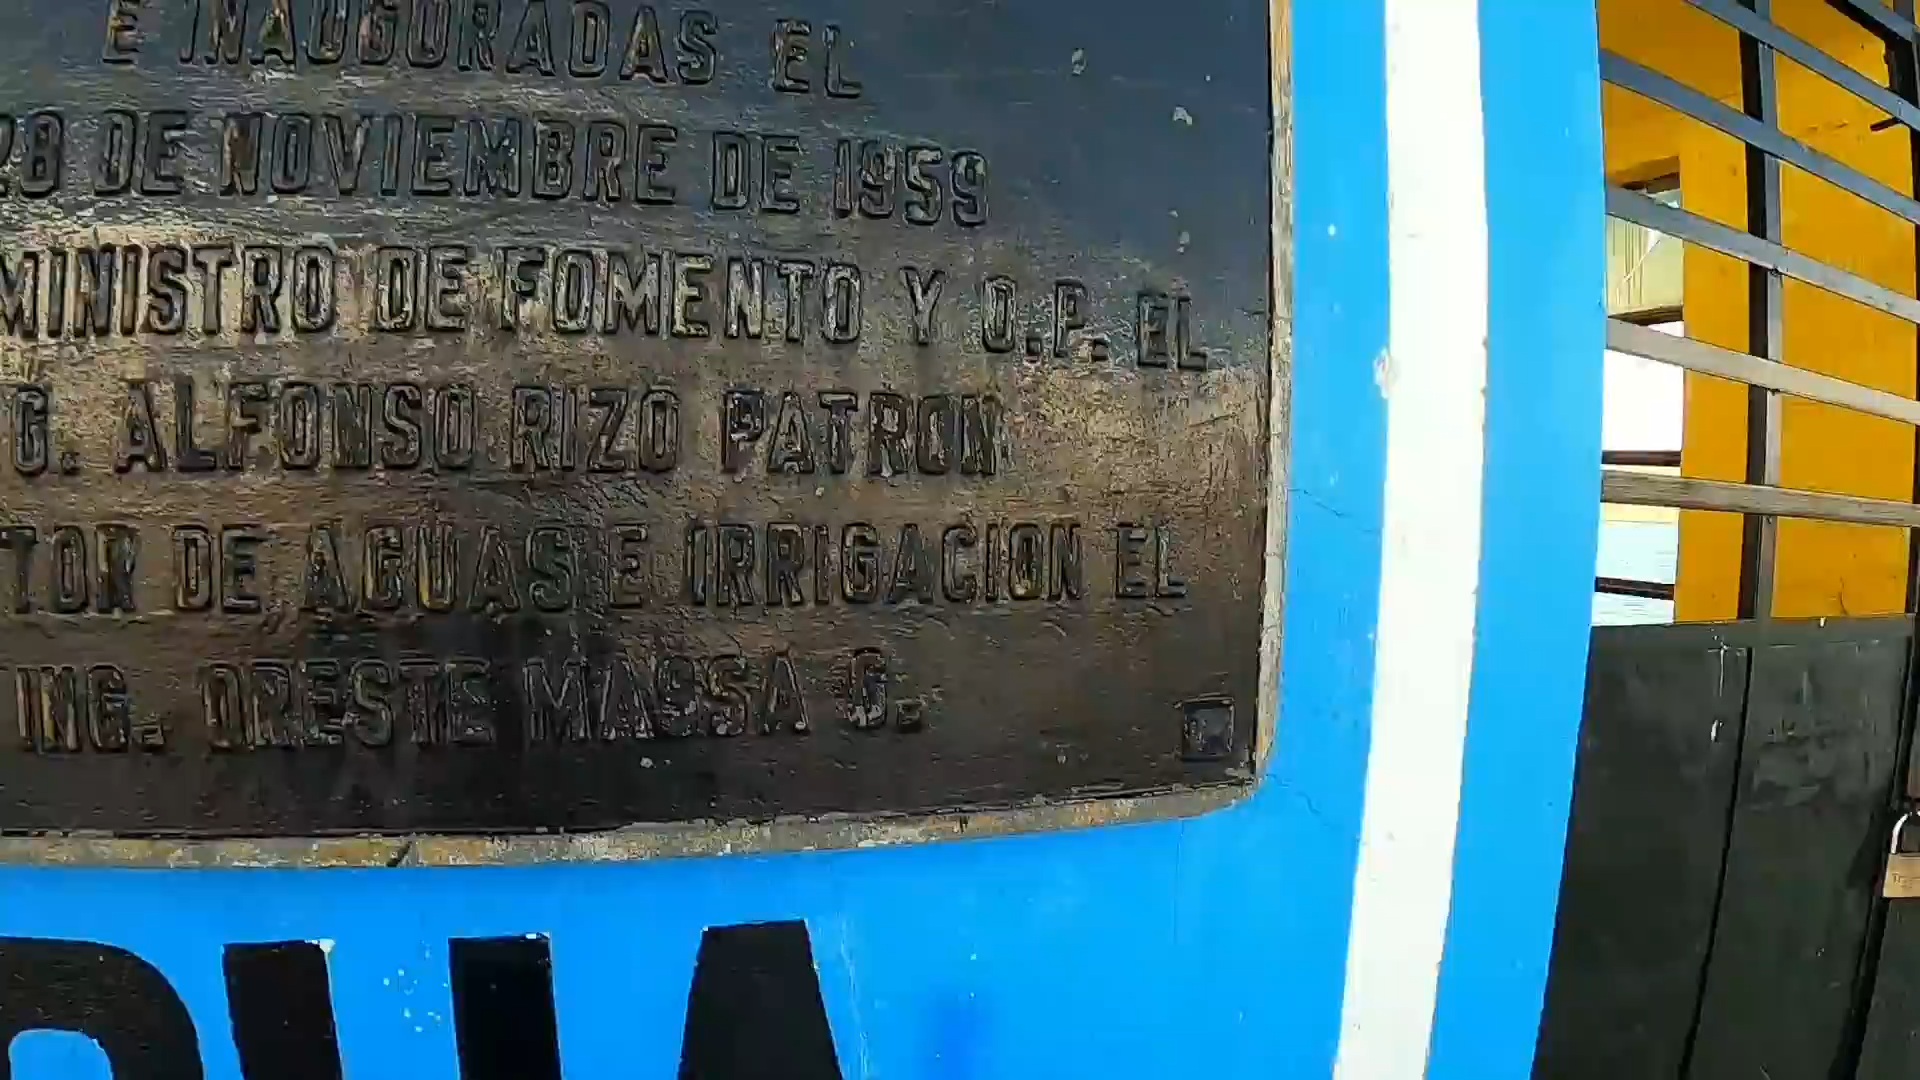 E INAUGURADAS EL
28 DE NOVIEMBRE DE 1959
MINISTRO DE FOMENTO Y O.P. EL
G. ALFONSO RIZO PATRON
TOR DE AGUAS E IRRIGACION EL
ING. ORESTE MASSA G.